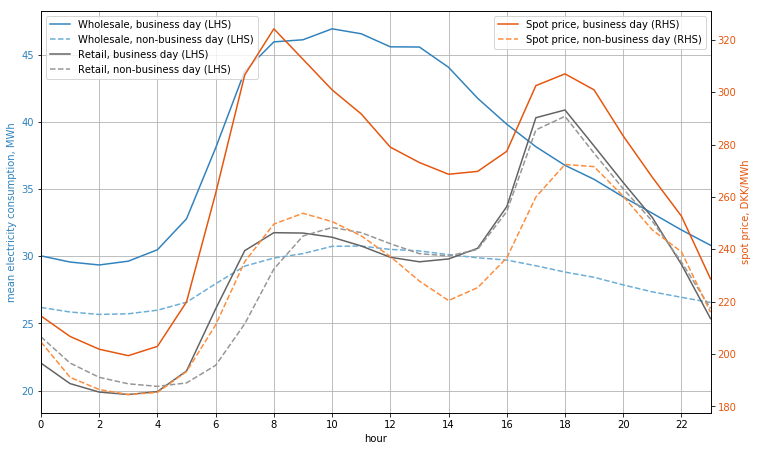 Wholesale, business day (LHS)
Wholesale, non-business day (LHS)
Retail, business day (LHS)
Retail, non-business day (LHS)
Spot price, business day (RHS)
Spot price, non-business day (RHS)
mean electricity consumption, MWh
45
40
35
30
25
20
320
300
280
260
240
220
200
180
spot price, DKK/MWh
0 2 4 6 8 10 12 14 16 18 20 22
hour